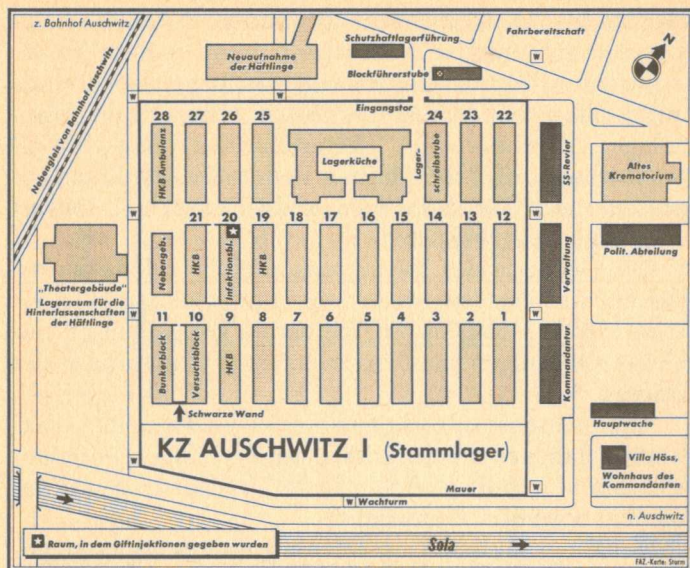 z. Bahnhof Auschwitz
Nebengleis von Bahnhof Auschwitz
Neuaufnahme
der Häftlinge
Schutzhaftlagerführung
Blockführerstube
Fahrbereitschaft
W
N
Eingangstor
W
W
28
27
26
25
24
23
22
HKB Ambulanz
Lagerküche
Lager-
schreibstube
SS-Revier
Altes
Krematorium
W
W
21
20
19
18
17
16
15
14
13
12
Nebengeb.
HKB
Infektionsbl.
HKB
Verwaltung
Polit. Abteilung
„Theatergebäude“
Lagerraum für die
Hinterlassenschaften
der Häftlinge
W
W
11
10
9
8
7
6
5
4
3
2
1
Bunkerblock
Versuchsblock
HKB
Kommandantur
Schwarze Wand
Hauptwache
KZ AUSCHWITZ I (Stammlager)
Villa Höss,
Wohnhaus des
Kommandanten
W
Mauer
W
W Wachturm
n. Auschwitz
Raum, in dem Giftinjektionen gegeben wurden
Sola
FAZ.-Karte: Sturm